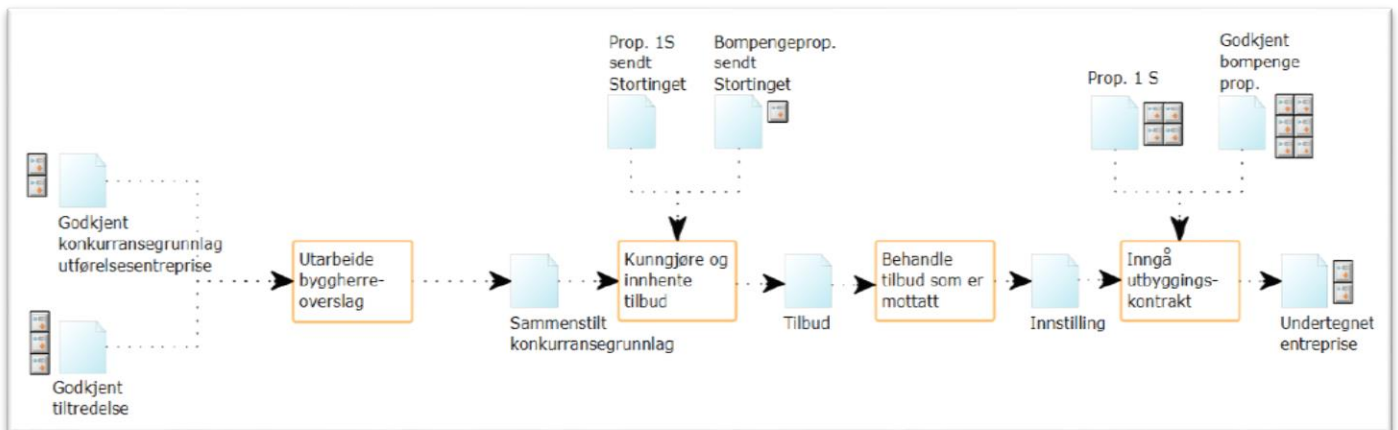 Prop. 1S
sendt
Stortinget
Bompengeprop.
sendt
Stortinget
Prop. 1 S
Godkjent
bompenge
prop.
Godkjent
konkurransegrunnlag
utførelsesentreprise
Godkjent
tiltredelse
Utarbeide
byggherre-
overslag
Sammenstilt
konkurransegrunnlag
Kunngjøre og
innhente
tilbud
Tilbud
Behandle
tilbud som er
mottatt
Innstilling
Inngå
utbyggings-
kontrakt
Undertegnet
entreprise